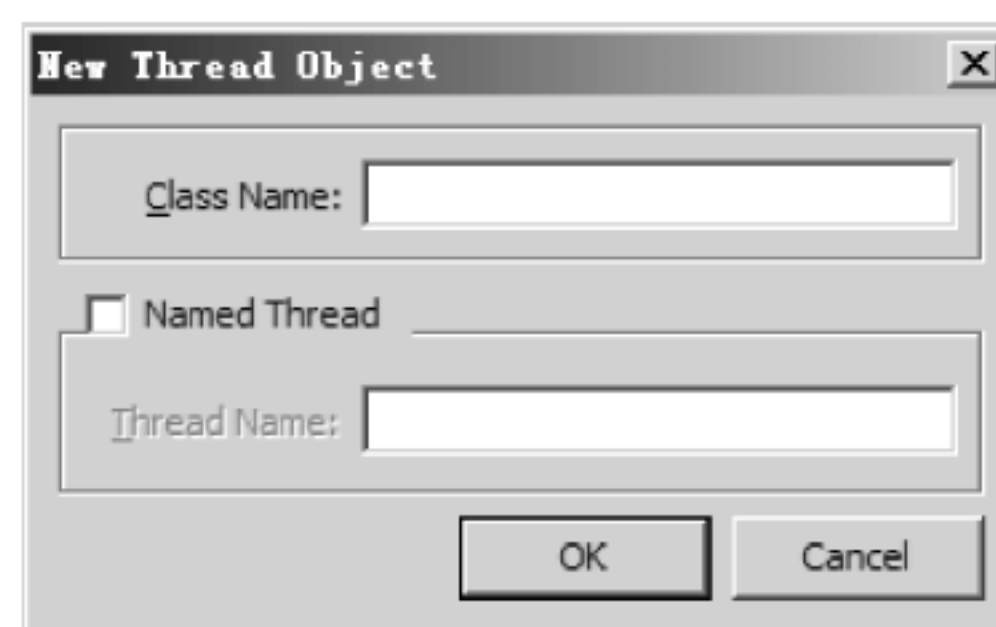 New Thread Object
Class Name:
Named Thread
Thread Name:
OK
Cancel